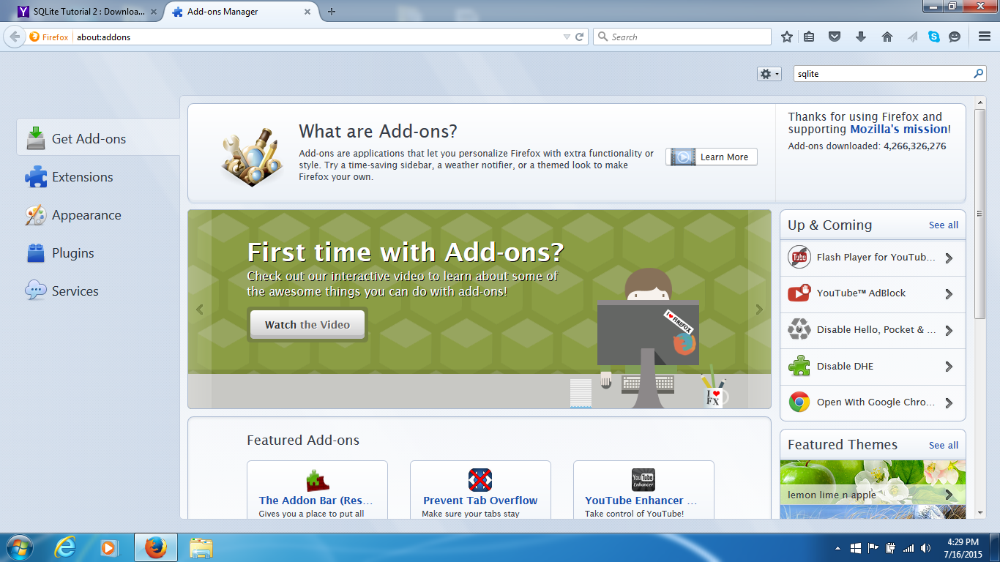 SQLite Tutorial 2 : Downloa...
Add-ons Manager
Firefox
about:addons
Search
sqlite
Get Add-ons
Extensions
Appearance
Plugins
Services
What are Add-ons?
Add-ons are applications that let you personalize Firefox with extra functionality or
style. Try a time-saving sidebar, a weather notifier, or a themed look to make
Firefox your own.
Learn More
Thanks for using Firefox and
supporting Mozilla's mission!
Add-ons downloaded: 4,266,326,276
First time with Add-ons?
Check out our interactive video to learn about some of
the awesome things you can do with add-ons!
Watch the Video
I ❤ FIREFOX
I ❤
FX
Up & Coming
See all
Flash Player for YouTub...
YouTube™ AdBlock
Disable Hello, Pocket & ...
Disable DHE
Open With Google Chro...
Featured Themes
See all
lemon lime n apple
Featured Add-ons
The Addon Bar (Res...
Gives you a place to put all
Prevent Tab Overflow
Make sure your tabs stay
You Tube
Enhancer
YouTube Enhancer ...
Take control of YouTube!
4:29 PM
7/16/2015